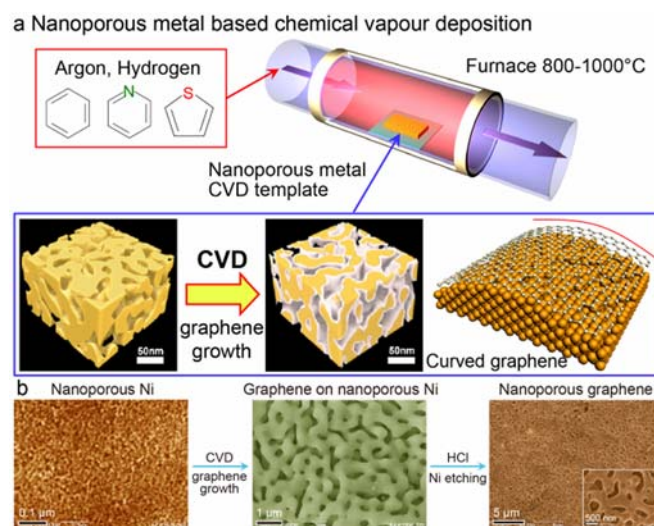 a Nanoporous metal based chemical vapour deposition
Argon, Hydrogen
N
S
Furnace 800-1000°C
Nanoporous metal
CVD template
CVD
graphene
growth
50nm
50nm
Curved graphene
b
Nanoporous Ni
Graphene on nanoporous Ni
Nanoporous graphene
CVD
graphene
growth
HCl
Ni etching
0.1 μm
1 μm
5 μm
500 nm